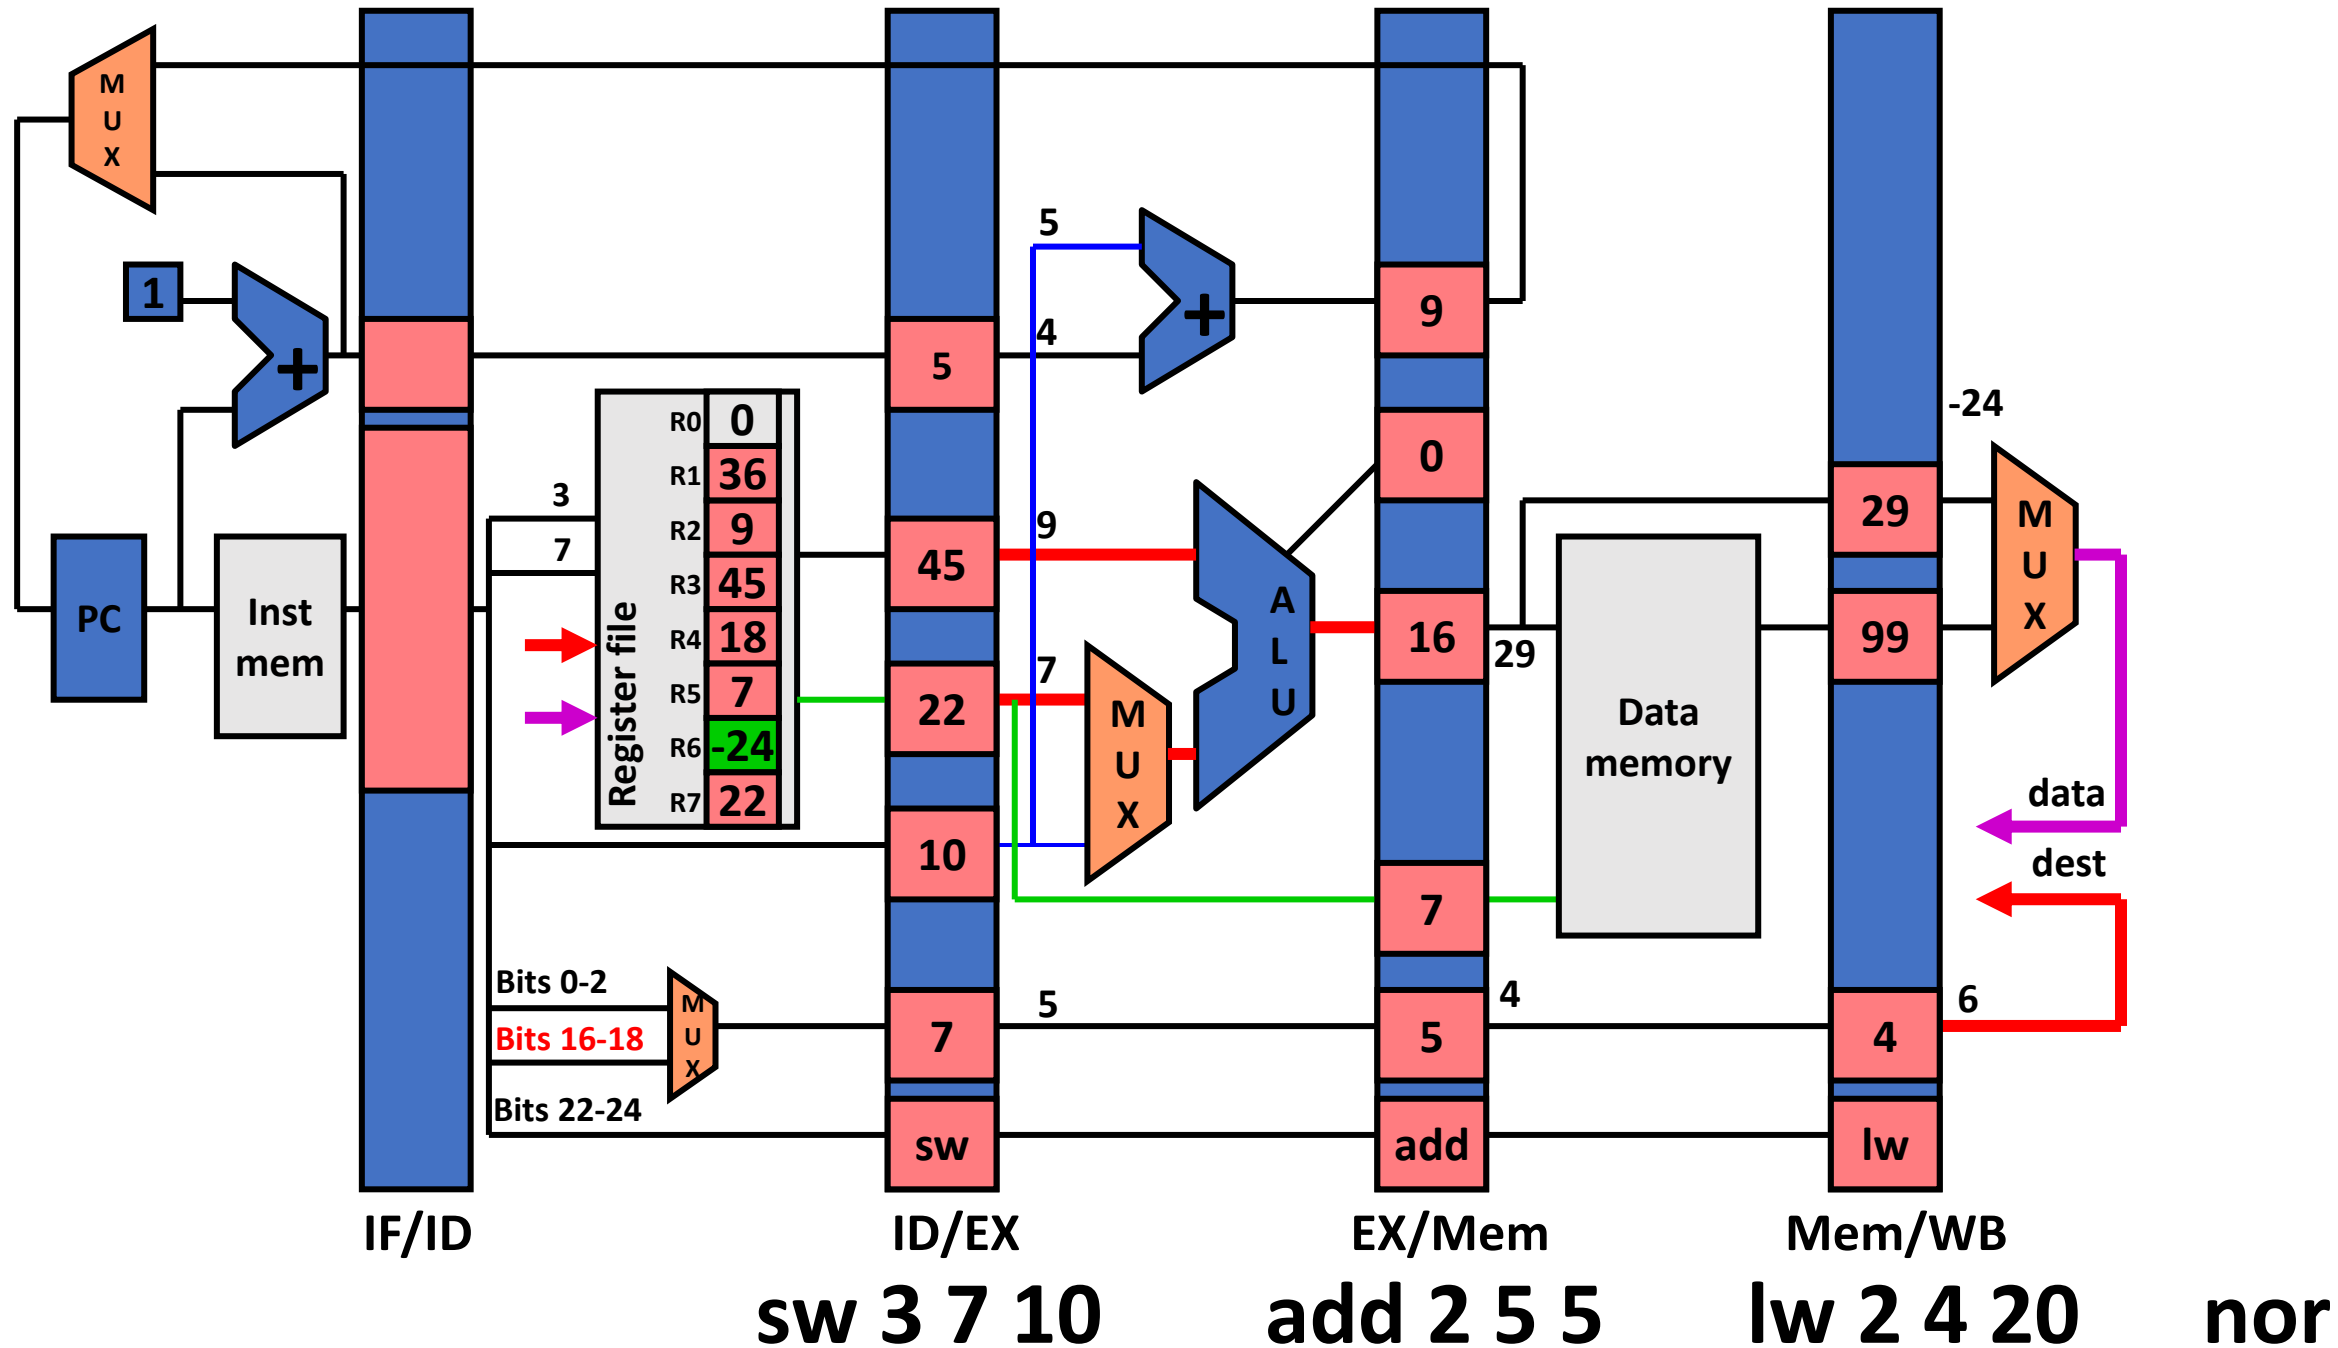 M
U
X
1
+
PC
Inst
mem
3
7
Register file
R0 0
R1 36
R2 9
R3 45
R4 18
R5 7
R6 -24
R7 22
Bits 0-2
Bits 16-18
Bits 22-24
M
U
X
5
45
22
10
7
sw
5
4
9
7
5
+
M
U
X
A
L
U
9
0
16
7
5
add
29
4
Data
memory
29
99
4
lw
-24
6
M
U
X
data
dest
IF/ID ID/EX EX/Mem Mem/WB
sw 3 7 10 add 2 5 5 lw 2 4 20 nor